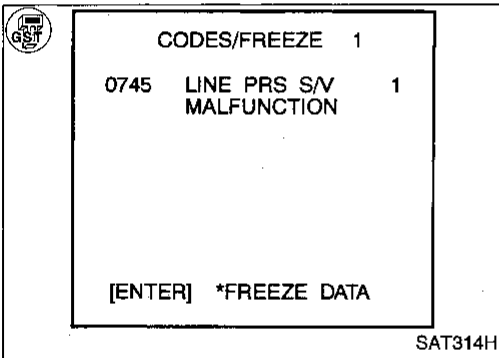 GST
CODES/FREEZE 1
0745 LINE PRS S/V 1
MALFUNCTION
[ENTER] *FREEZE DATA
SAT314H